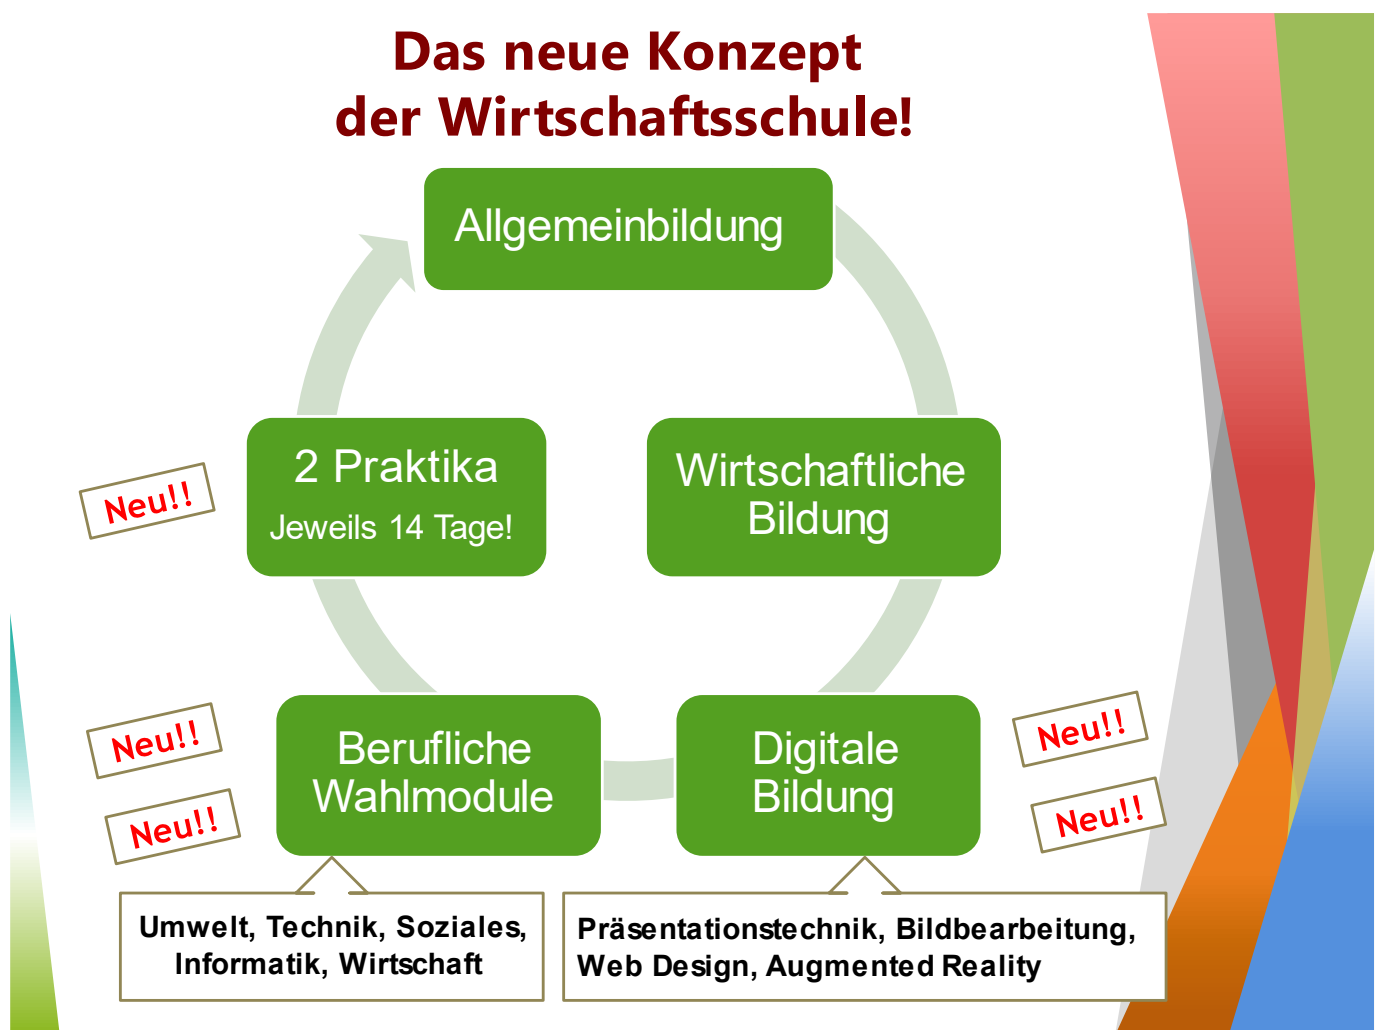 Das neue Konzept
der Wirtschaftsschule!
Allgemeinbildung
2 Praktika
Jeweils 14 Tage!
Neu!!
Wirtschaftliche
Bildung
Neu!!
Neu!!
Berufliche
Wahlmodule
Digitale
Bildung
Neu!!
Neu!!
Umwelt, Technik, Soziales,
Informatik, Wirtschaft
Präsentationstechnik, Bildbearbeitung,
Web Design, Augmented Reality